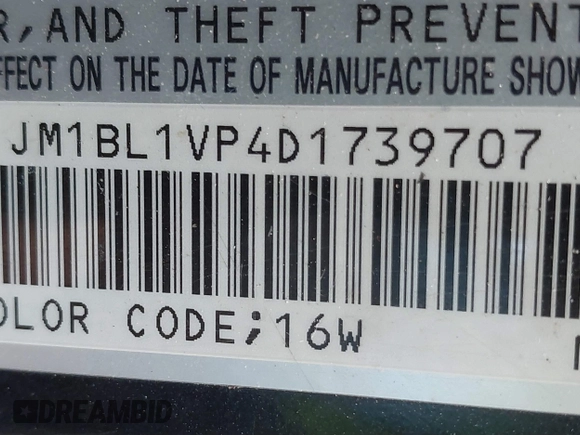 R,AND THEFT PREVENT
FFECT ON THE DATE OF MANUFACTURE SHOW
JM1BL1VP4D1739707
OLOR CODE;16W
DREAMBID